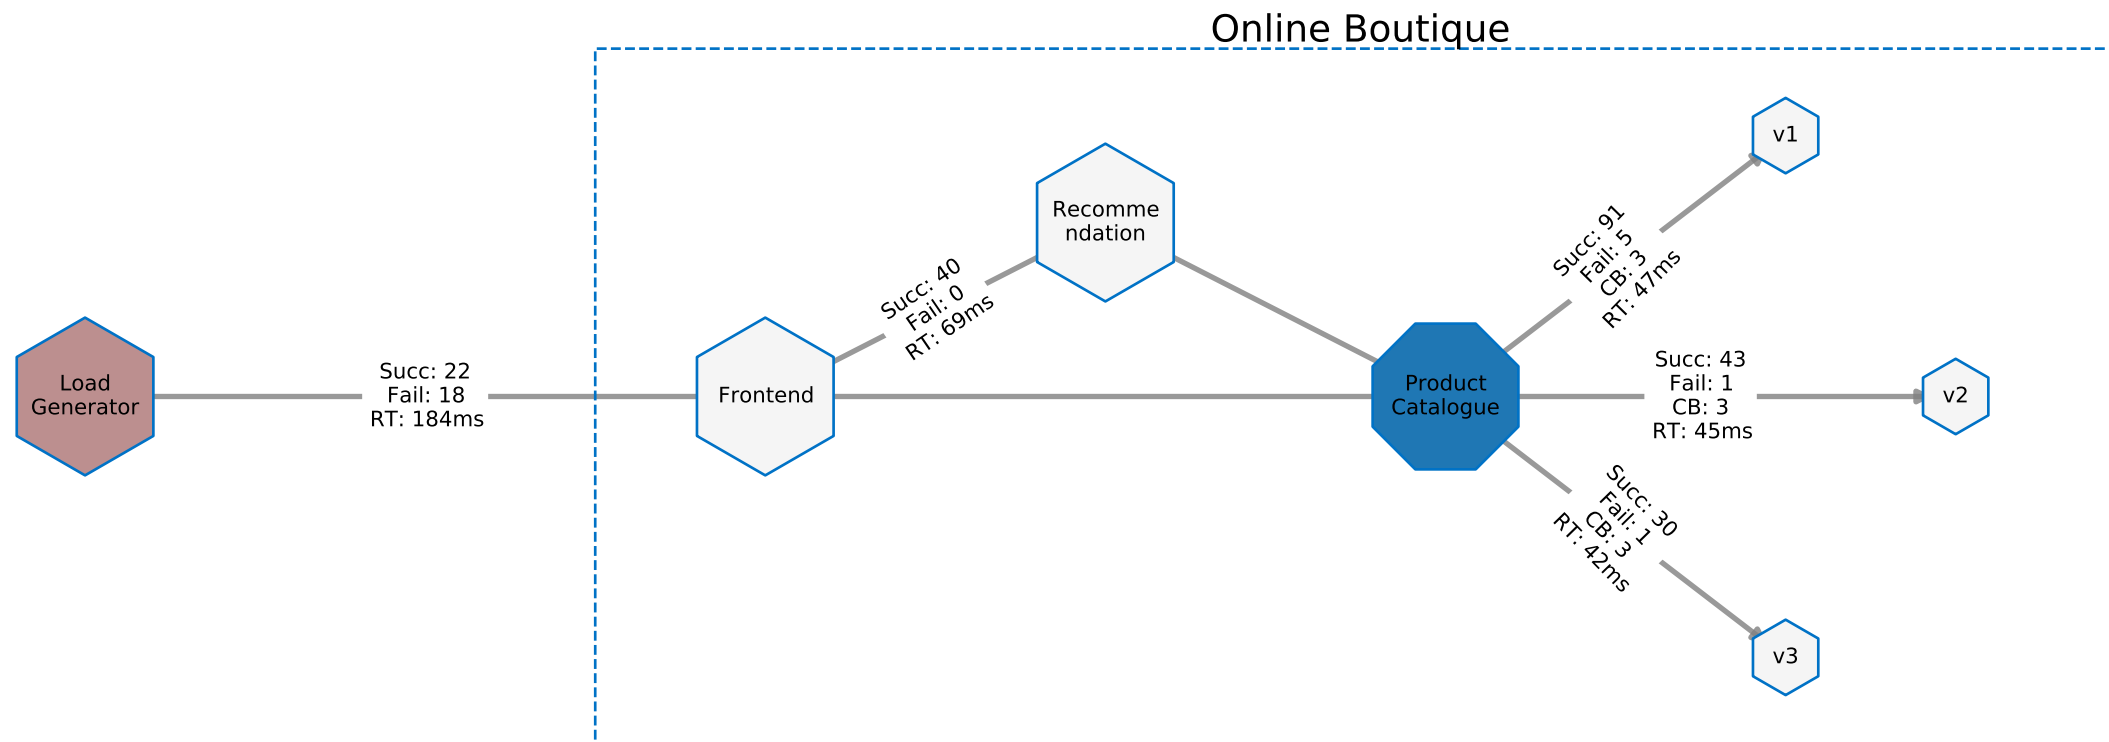 Online Boutique
Load
Generator
Succ: 22
Fail: 18
RT: 184ms
Frontend
Succ: 40
Fail: 0
RT: 69ms
Recomme
ndation
Product
Catalogue
Succ: 91
Fail: 5
CB: 3
RT: 47ms
v1
Succ: 43
Fail: 1
CB: 3
RT: 45ms
v2
Succ: 30
Fail: 1
CB: 3
RT: 42ms
v3